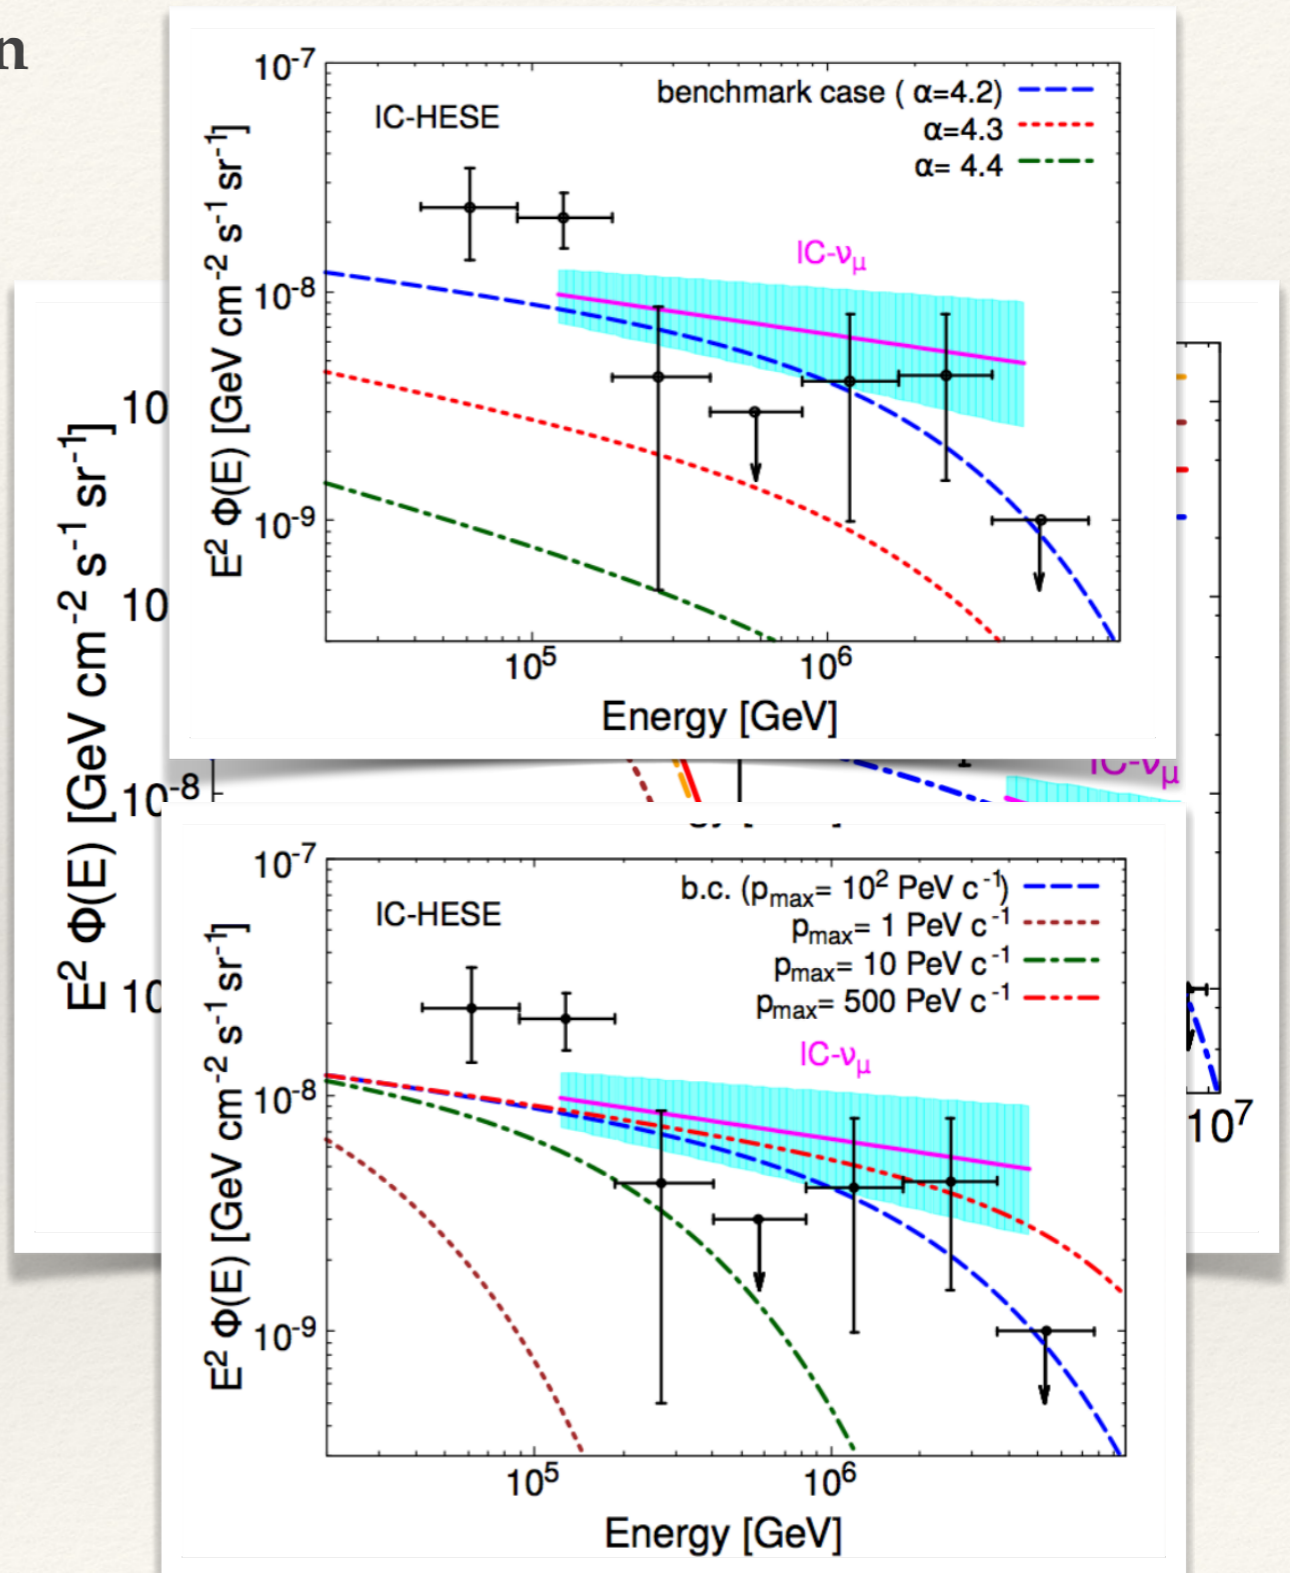 n
10⁻⁷
IC-HESE
benchmark case ( α=4.2)
α=4.3
α= 4.4
E² Φ(E) [GeV cm⁻² s⁻¹ sr⁻¹]
IC-νμ
10⁻⁸
10⁻⁹
10⁵
10⁶
Energy [GeV]
E² Φ(E) [GeV cm⁻² s⁻¹ sr⁻¹]
10
10
10⁻⁸
10
IC-νμ
10⁷
10⁻⁷
IC-HESE
b.c. (pmax= 10² PeV c⁻¹)
pmax= 1 PeV c⁻¹
pmax= 10 PeV c⁻¹
pmax= 500 PeV c⁻¹
E² Φ(E) [GeV cm⁻² s⁻¹ sr⁻¹]
IC-νμ
10⁻⁸
10⁻⁹
10⁵
10⁶
Energy [GeV]